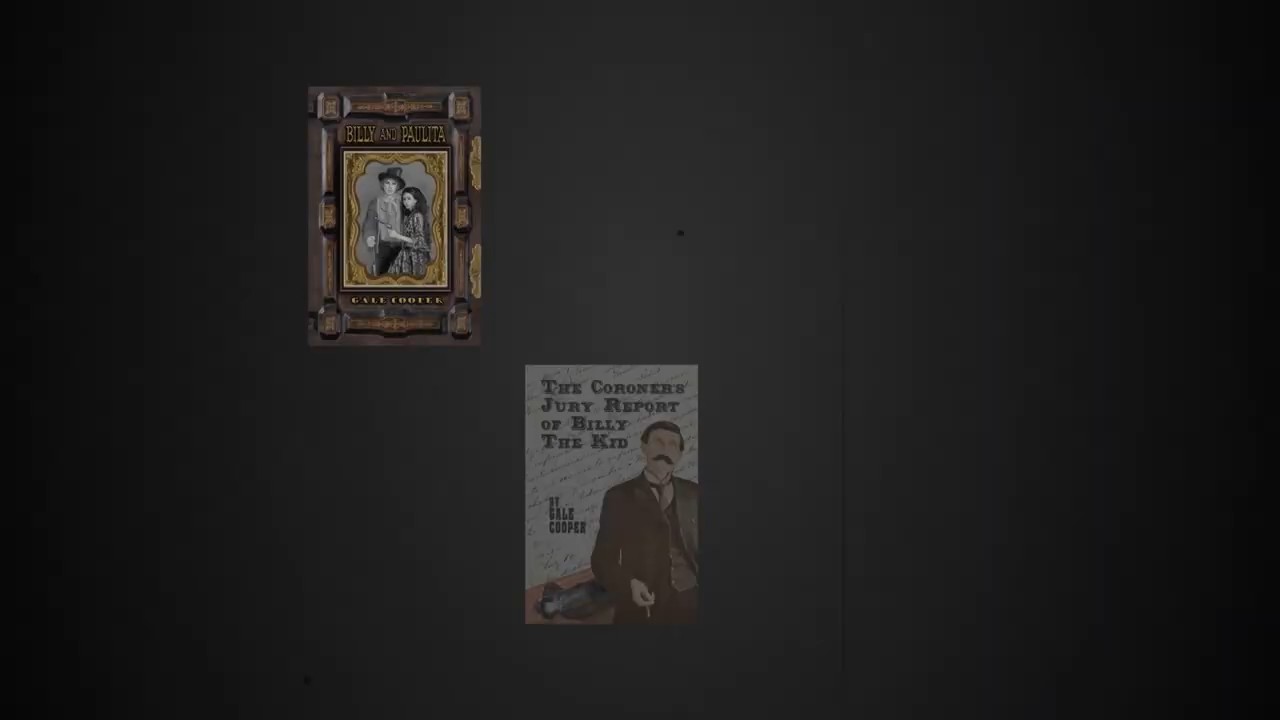 BILLY AND PAULITA
GALE COOPER
THE CORONER'S
JURY REPORT
OF BILLY
THE KID
BY
GALE
COOPER